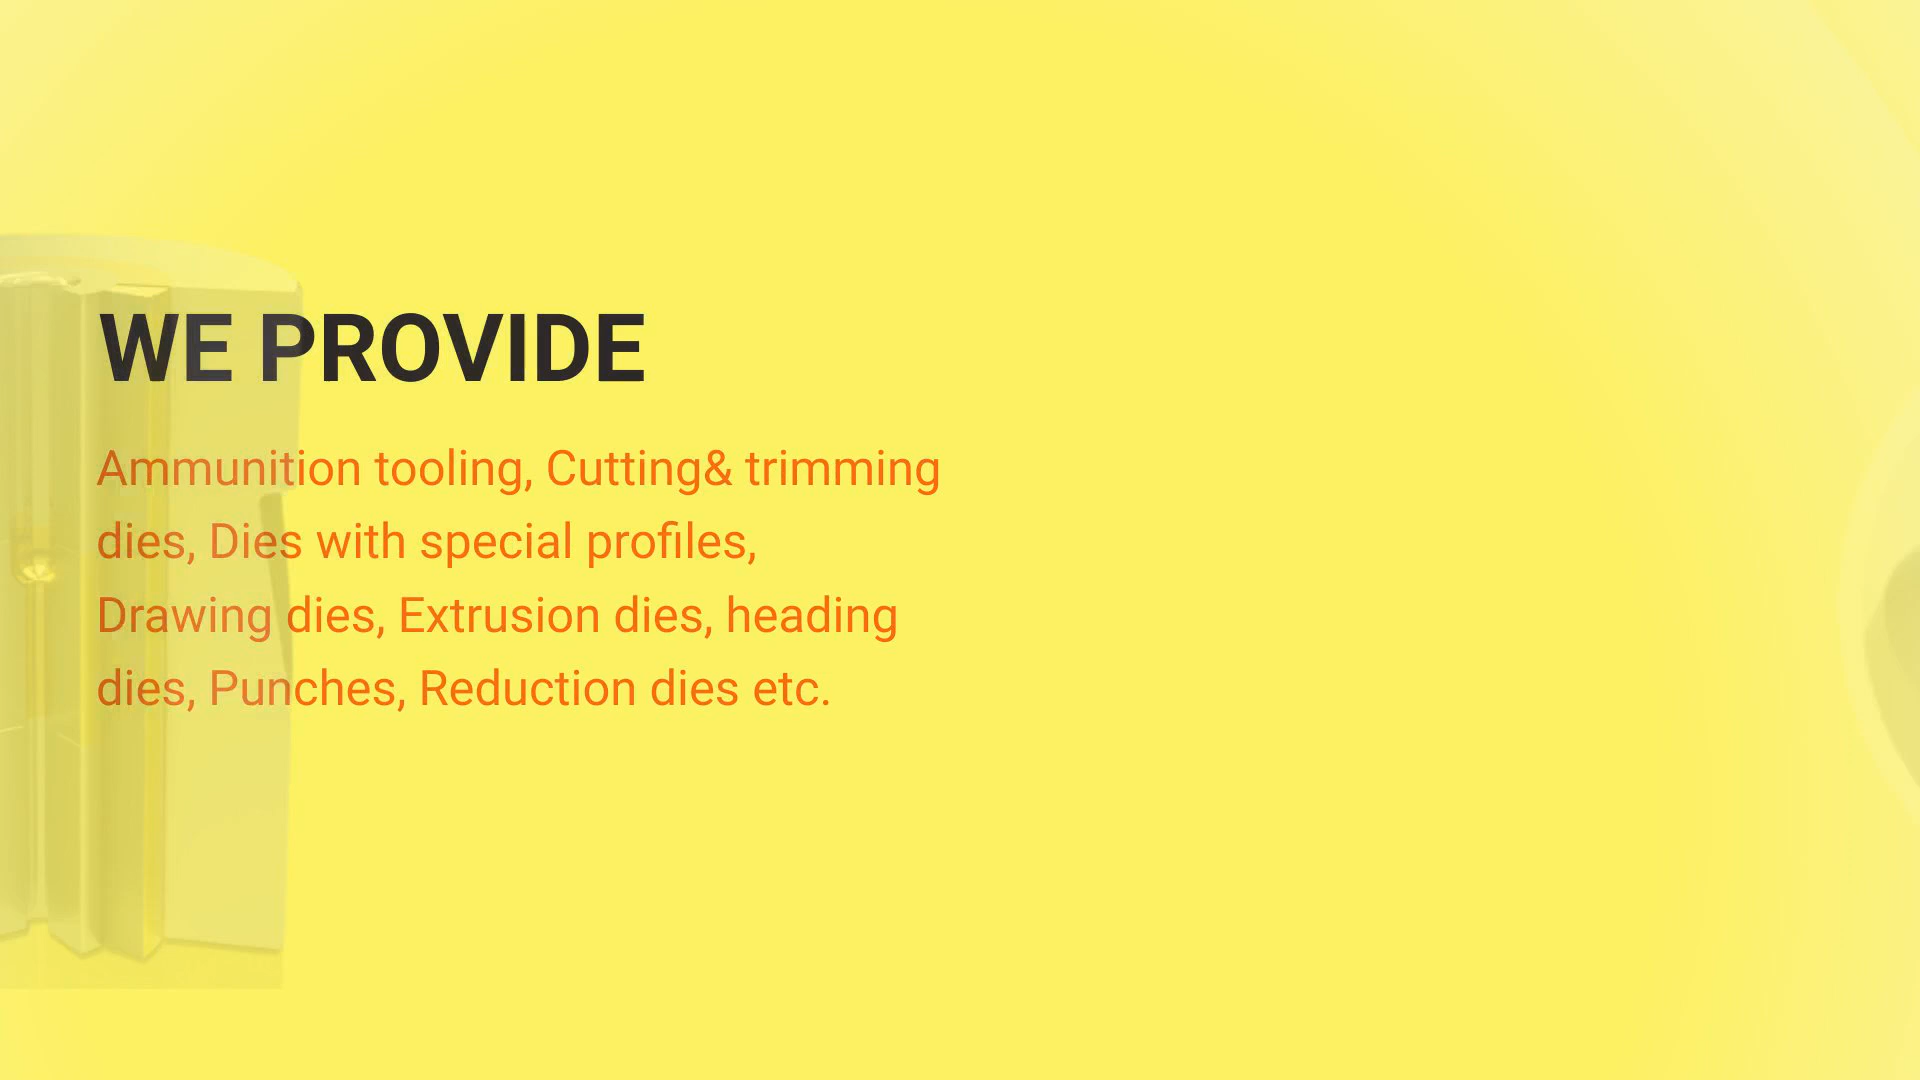 WE PROVIDE
Ammunition tooling, Cutting& trimming
dies, Dies with special profiles,
Drawing dies, Extrusion dies, heading
dies, Punches, Reduction dies etc.